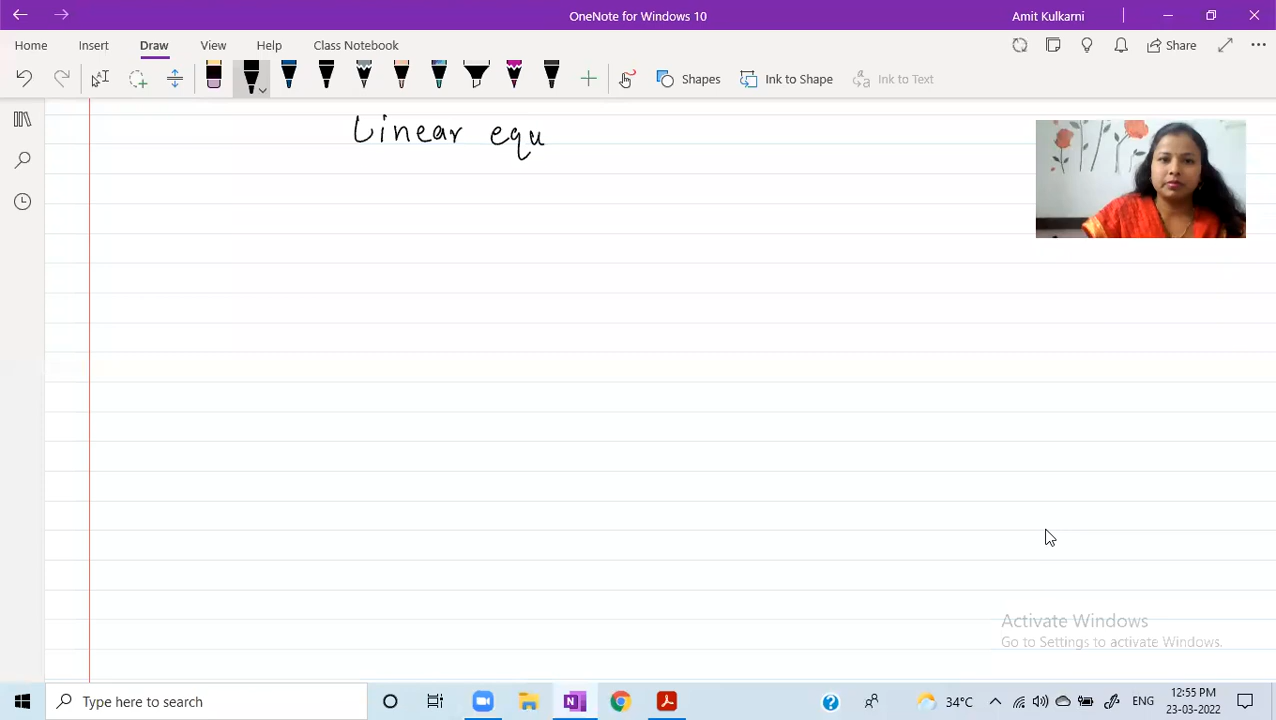 OneNote for Windows 10
Amit Kulkarni
Home Insert Draw View Help Class Notebook
Share
Shapes Ink to Shape Ink to Text
Linear equ
Activate Windows
Go to Settings to activate Windows.
Type here to search
34°C ENG 12:55 PM
23-03-2022